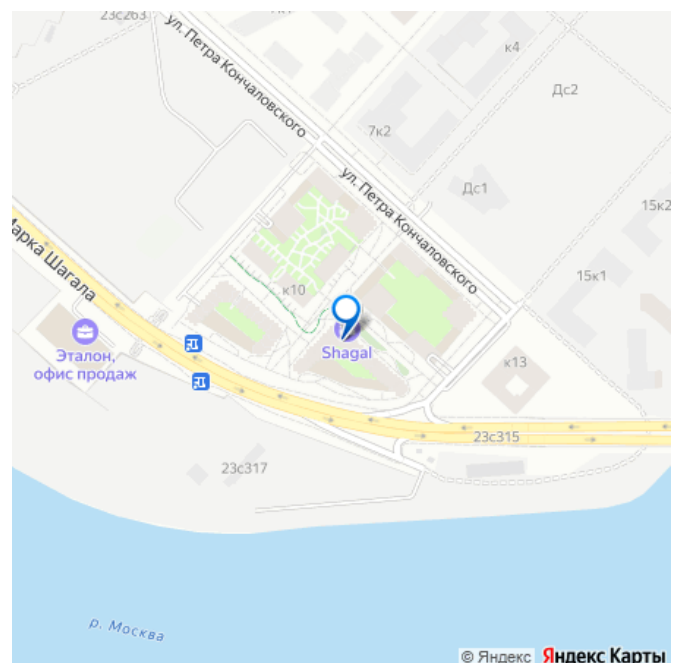 23с263
ул. Петра Кончаловского
к4
Дс2
7к2
ул. Петра Кончаловского
Дс1
15к2
Марка Шагала
к10
15к1
Shagal
Эталон,
офис продаж
к13
23с315
23с317
р. Москва
© Яндекс Яндекс Карты